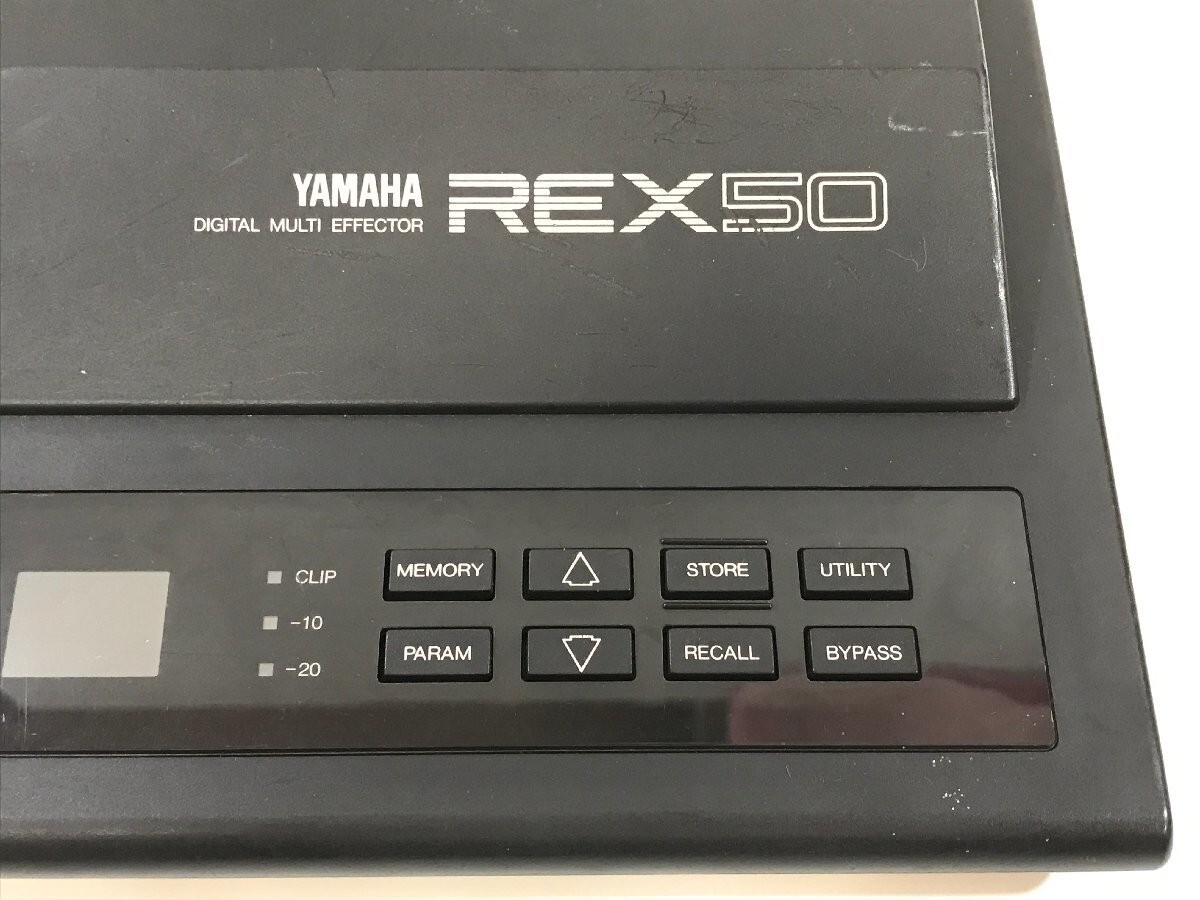 YAMAHA REX50
DIGITAL MULTI EFFECTOR
CLIP
-10
-20
MEMORY STORE UTILITY
PARAM RECALL BYPASS